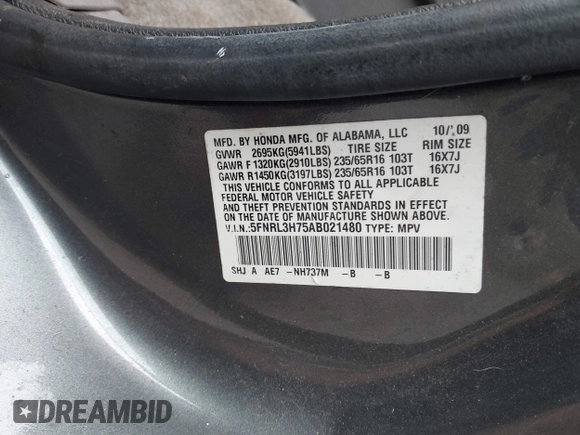 MFD. BY HONDA MFG. OF ALABAMA, LLC 10/09
GVWR 2695KG(5941LBS) TIRE SIZE RIM SIZE
GAWR F 1320KG(2910LBS) 235/65R16 103T 16X7J
GAWR R1450KG(3197LBS) 235/65R16 103T 16X7J
THIS VEHICLE CONFORMS TO ALL APPLICABLE
FEDERAL MOTOR VEHICLE SAFETY
AND THEFT PREVENTION STANDARDS IN EFFECT
ON THE DATE OF MANUFACTURE SHOWN ABOVE.
V.I.N.: 5FNRL3H75AB021480 TYPE: MPV
SHJ A AE7 -NH737M -B -B
DREAMBID